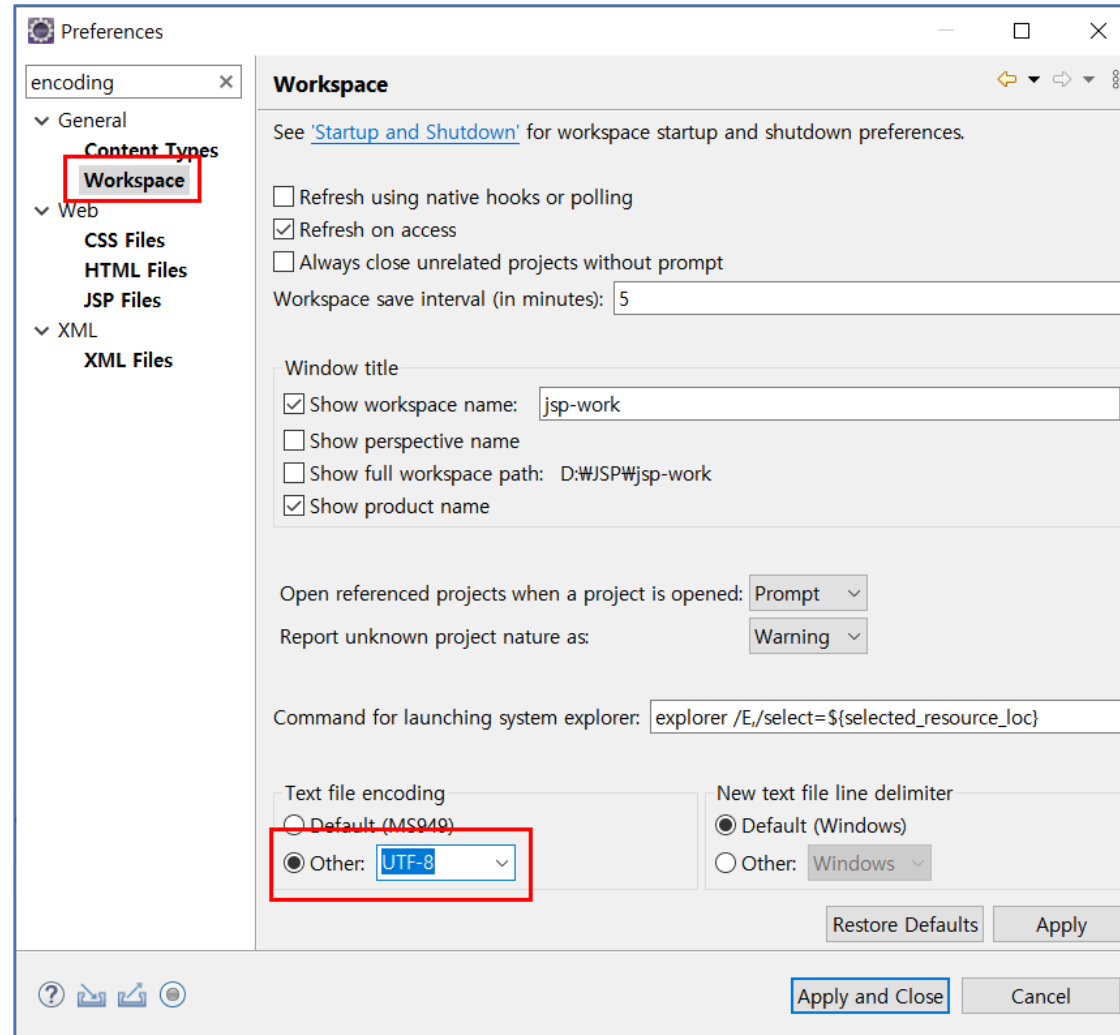 Preferences
encoding
General
Content Types
Workspace
Web
CSS Files
HTML Files
JSP Files
XML
XML Files
Workspace
See 'Startup and Shutdown' for workspace startup and shutdown preferences.
Refresh using native hooks or polling
Refresh on access
Always close unrelated projects without prompt
Workspace save interval (in minutes): 5
Window title
Show workspace name: jsp-work
Show perspective name
Show full workspace path: D:₩JSP₩jsp-work
Show product name
Open referenced projects when a project is opened: Prompt
Report unknown project nature as: Warning
Command for launching system explorer: explorer /E,/select=${selected_resource_loc}
Text file encoding
Default (MS949)
Other: UTF-8
New text file line delimiter
Default (Windows)
Other: Windows
Restore Defaults
Apply
Apply and Close
Cancel